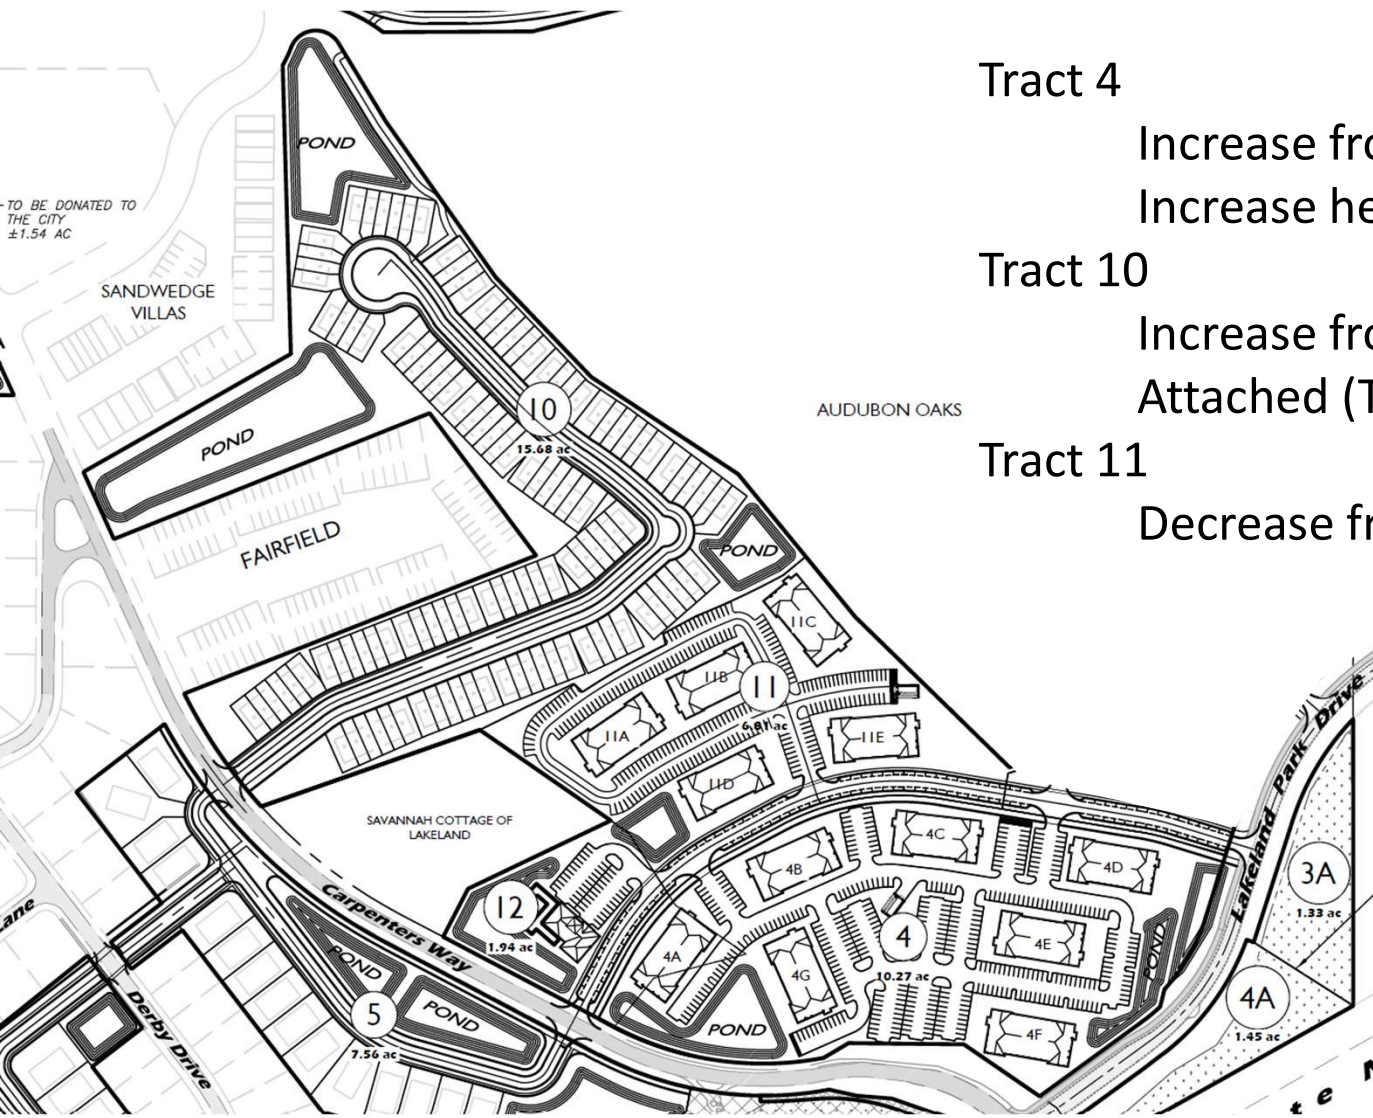 Tract 4
Increase fro
Increase he
Tract 10
Increase fro
Attached (T
Tract 11
Decrease fr
POND
TO BE DONATED TO
THE CITY
±1.54 AC
SANDWEDGE
VILLAS
POND
10
15.68 ac
AUDUBON OAKS
FAIRFIELD
POND
11C
11B
11
6.81 ac
11A
11E
11D
SAVANNAH COTTAGE OF
LAKELAND
4C
4B
4D
Lakeland Park Drive
3A
1.33 ac
12
1.94 ac
Carpenters Way
4A
4
10.27 ac
4E
4G
POND
4A
1.45 ac
POND
5
7.56 ac
POND
POND
4F
Derby Drive
ane
t e